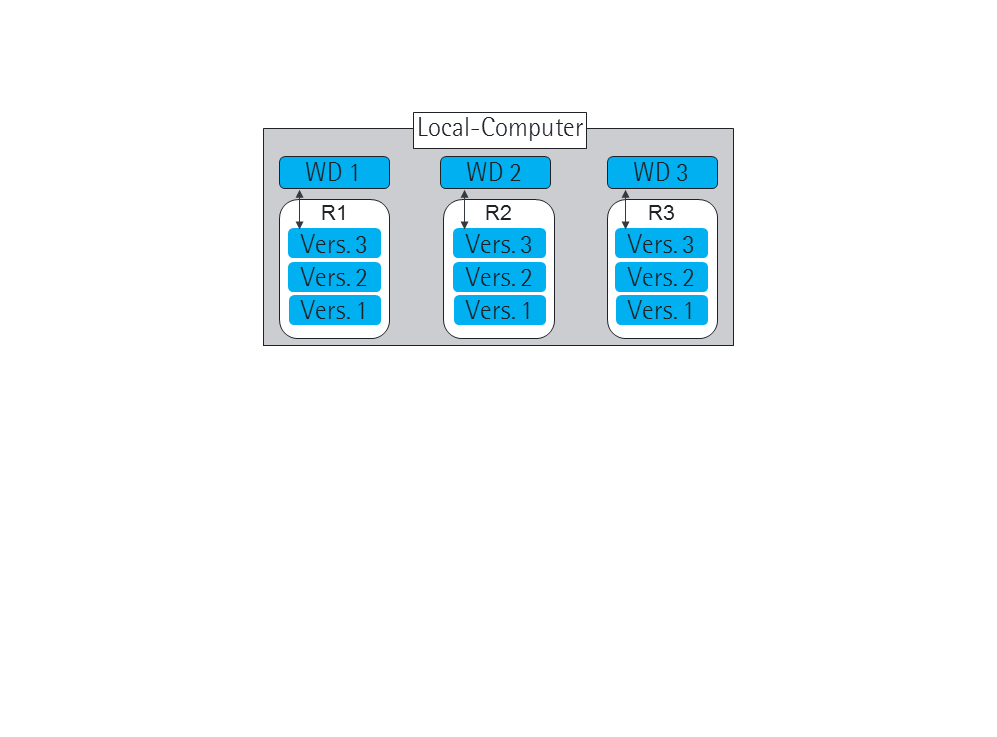 Local-Computer
WD 1
WD 2
WD 3
R1
R2
R3
Vers. 3
Vers. 3
Vers. 3
Vers. 2
Vers. 2
Vers. 2
Vers. 1
Vers. 1
Vers. 1